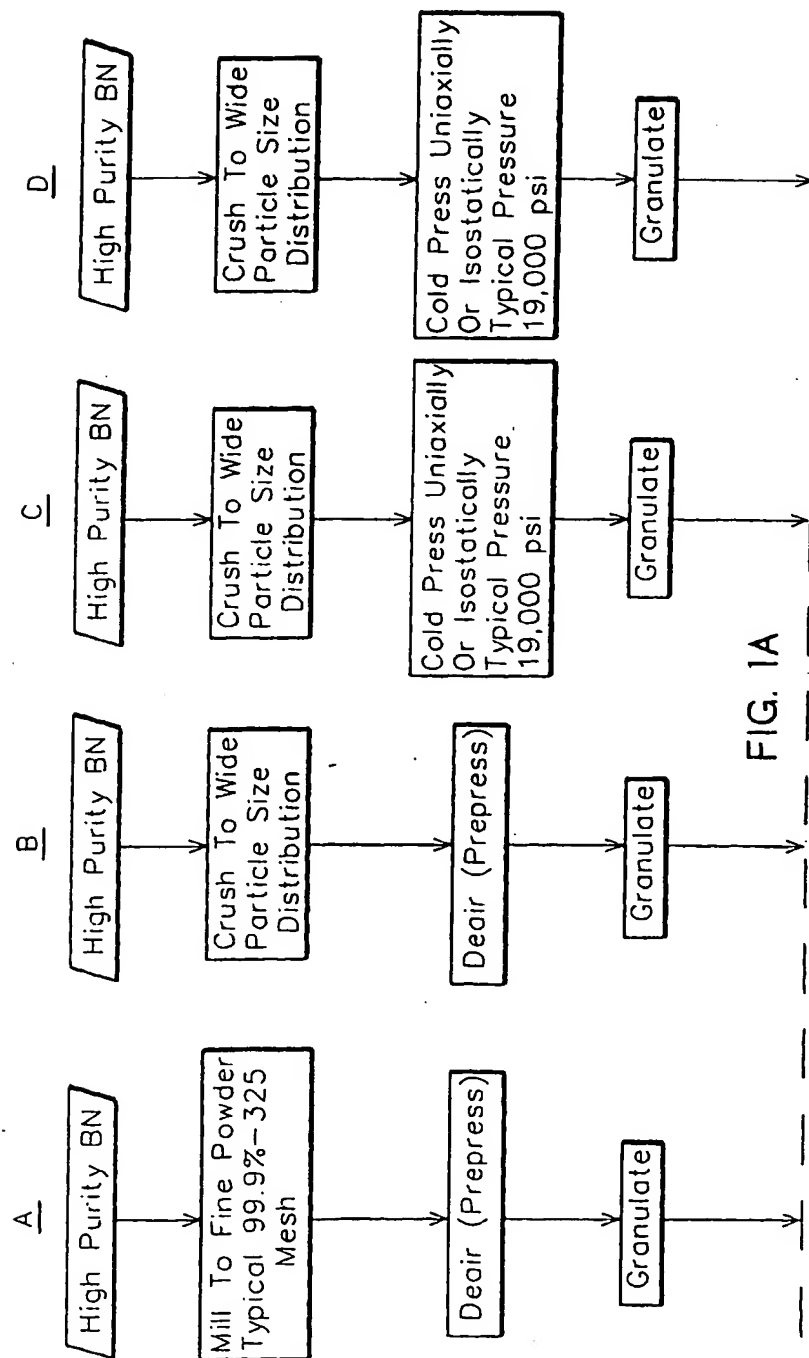 A
High Purity BN
Mill To Fine Powder
Typical 99.9%-325
Mesh
Deair (Prepress)
Granulate
B
High Purity BN
Crush To Wide
Particle Size
Distribution
Deair (Prepress)
Granulate
C
High Purity BN
Crush To Wide
Particle Size
Distribution
Cold Press Uniaxially
Or Isostatically
Typical Pressure.
19,000 psi
Granulate
D
High Purity BN
Crush To Wide
Particle Size
Distribution
Cold Press Uniaxially
Or Isostatically
Typical Pressure
19,000 psi
Granulate
FIG. 1A